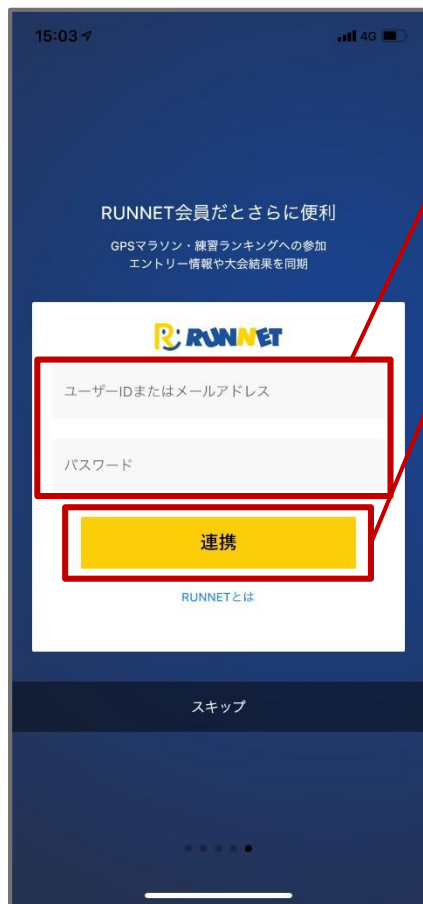 15:03
4G
RUNNET会員だとさらに便利
GPSマラソン・練習ランキングへの参加
エントリー情報や大会結果を同期
R RUNNET
ユーザーIDまたはメールアドレス
パスワード
連携
RUNNETとは
スキップ